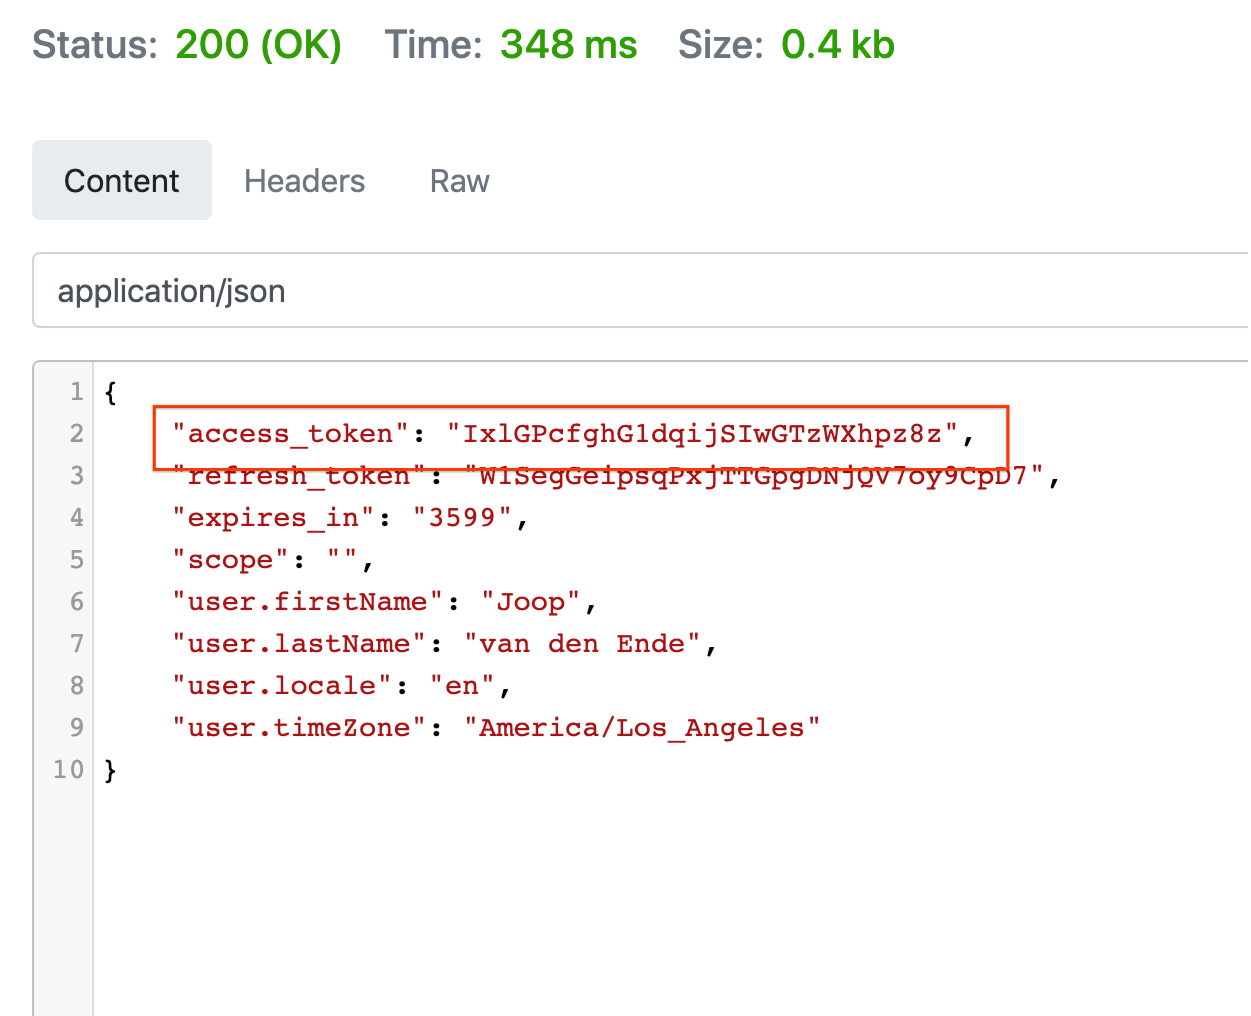 Status: 200 (OK) Time: 348 ms Size: 0.4 kb
Content Headers Raw
application/json
1 {
2 "access_token": "IxlGPcfghG1dqijSIwGTzWXhpz8z",
3 "refresh_token": "W1SegGeipsqPxjTTGpgDNjQV7oy9CpD7",
4 "expires_in": "3599",
5 "scope": "",
6 "user.firstName": "Joop",
7 "user.lastName": "van den Ende",
8 "user.locale": "en",
9 "user.timeZone": "America/Los_Angeles"
10 }